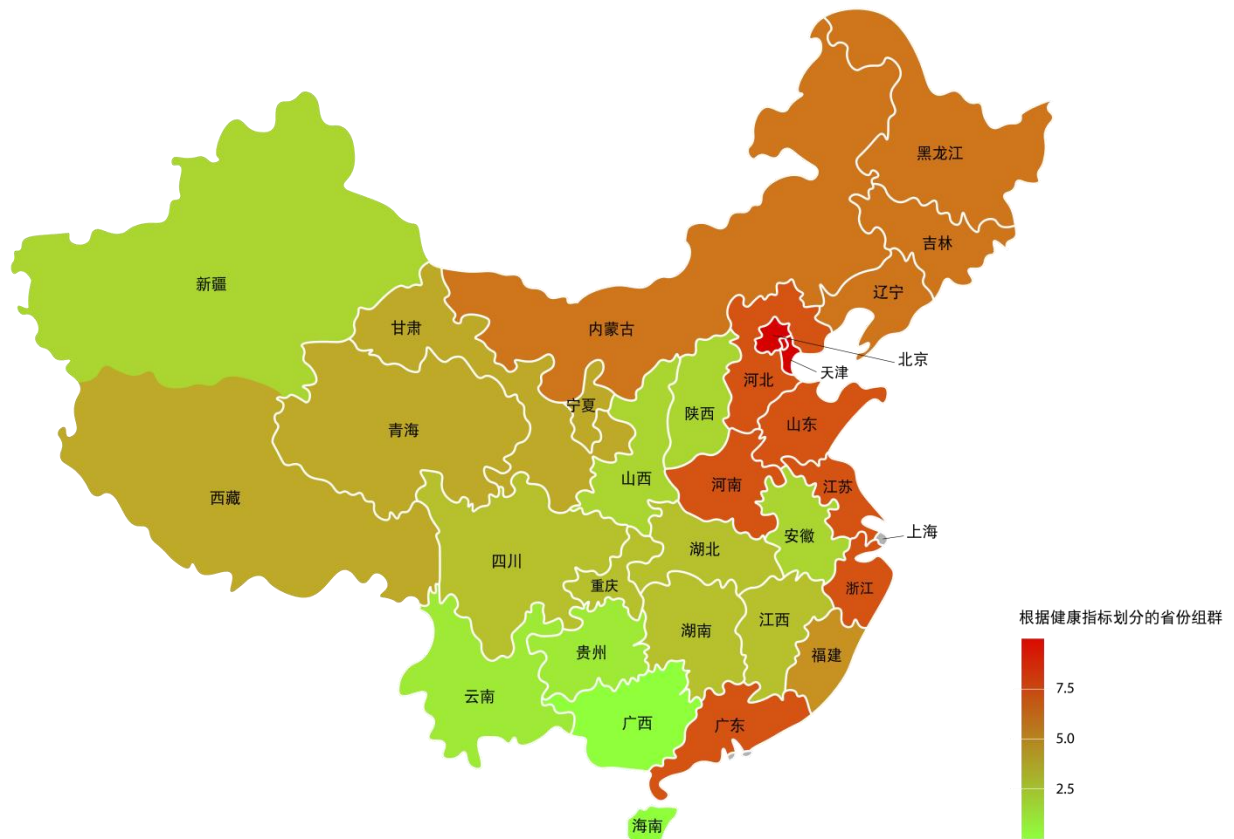 黑龙江
吉林
辽宁
新疆
甘肃
内蒙古
北京
天津
河北
宁夏
陕西
山东
青海
山西
河南
江苏
西藏
上海
安徽
湖北
四川
重庆
浙江
江西
湖南
贵州
福建
云南
广西
广东
海南
根据健康指标划分的省份组群
7.5
5.0
2.5